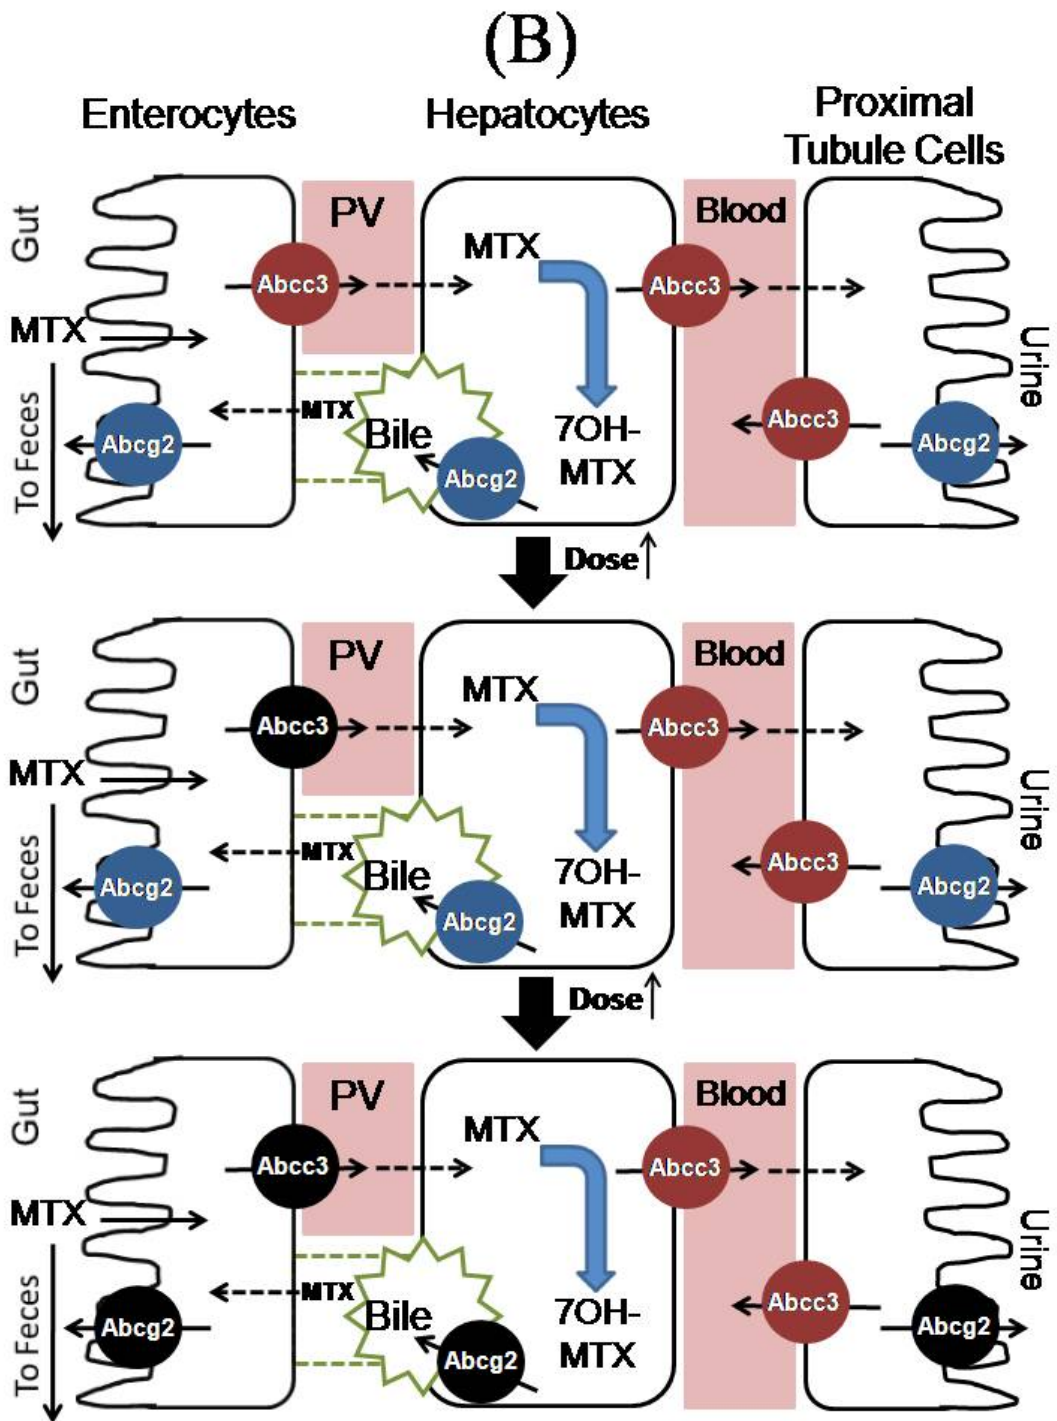 (B)
Enterocytes
Hepatocytes
Proximal
Tubule Cells
Gut
PV
MTX
Blood
Abcc3
Abcc3
MTX
Urine
To Feces
Abcg2
MTX
Bile
Abcg2
7OH-
MTX
Abcc3
Abcg2
Dose↑
Gut
PV
MTX
Blood
Abcc3
Abcc3
MTX
Urine
To Feces
Abcg2
MTX
Bile
Abcg2
7OH-
MTX
Abcc3
Abcg2
Dose↑
Gut
PV
MTX
Blood
Abcc3
Abcc3
MTX
Urine
To Feces
Abcg2
MTX
Bile
Abcg2
7OH-
MTX
Abcc3
Abcg2